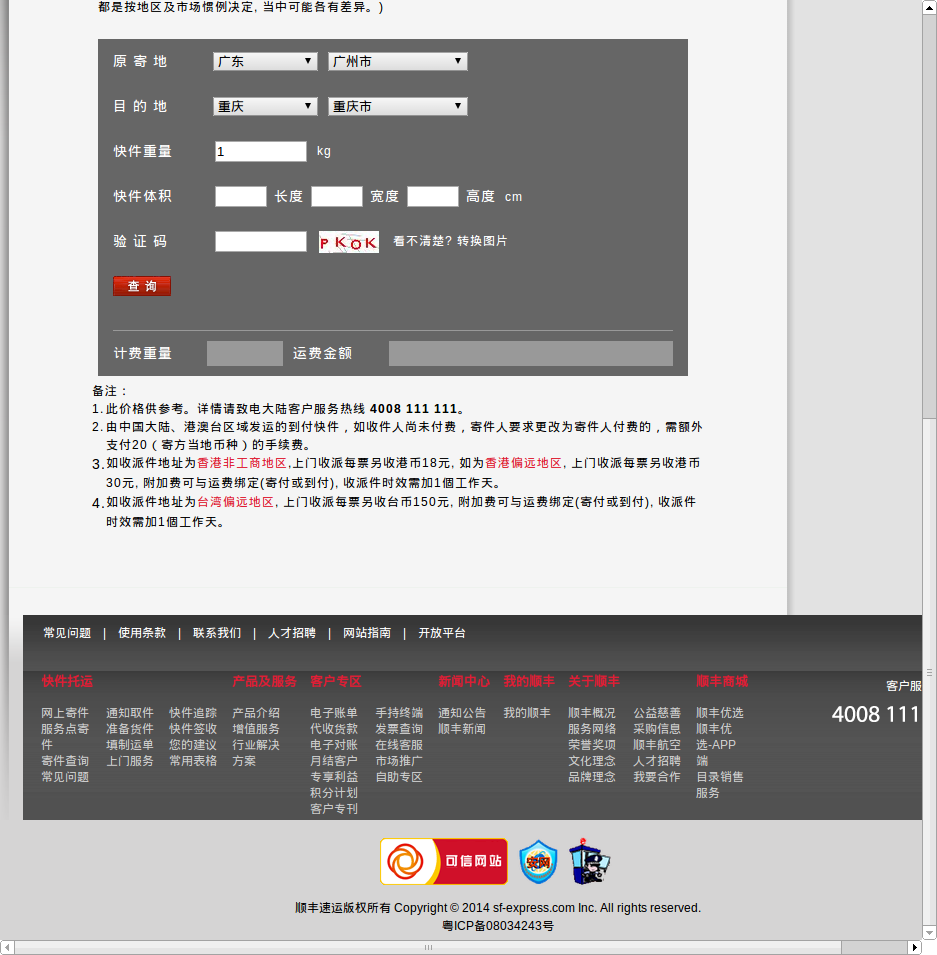 都是按地区及市场惯例决定, 当中可能各有差异。)
原 寄 地 广东 广州市
目 的 地 重庆 重庆市
快件重量 1 kg
快件体积 长度 宽度 高度 cm
验 证 码 PKOK 看不清楚? 转换图片
查 询
计费重量 运费金额
备注：
1. 此价格供参考。详情请致电大陆客户服务热线 4008 111 111。
2. 由中国大陆、港澳台区域发运的到付快件，如收件人尚未付费，寄件人要求更改为寄件人付费的，需额外
支付20（寄方当地币种）的手续费。
3. 如收派件地址为香港非工商地区,上门收派每票另收港币18元, 如为香港偏远地区, 上门收派每票另收港币
30元, 附加费可与运费绑定(寄付或到付), 收派件时效需加1個工作天。
4. 如收派件地址为台湾偏远地区, 上门收派每票另收台币150元, 附加费可与运费绑定(寄付或到付), 收派件
时效需加1個工作天。
常见问题 | 使用条款 | 联系我们 | 人才招聘 | 网站指南 | 开放平台
快件托运 产品及服务 客户专区 新闻中心 我的顺丰 关于顺丰 顺丰商城
客户服
网上寄件 通知取件 快件追踪 产品介绍 电子账单 手持终端 通知公告 我的顺丰 顺丰概况 公益慈善 顺丰优选
4008 111
服务点寄 准备货件 快件签收 增值服务 代收货款 发票查询 顺丰新闻 服务网络 采购信息 顺丰优
件 填制运单 您的建议 行业解决 电子对账 在线客服 荣誉奖项 顺丰航空 选-APP
寄件查询 上门服务 常用表格 方案 月结客户 市场推广 文化理念 人才招聘 端
常见问题 专享利益 自助专区 品牌理念 我要合作 目录销售
积分计划 服务
客户专刊
可信网站 安网
顺丰速运版权所有 Copyright © 2014 sf-express.com Inc. All rights reserved.
粤ICP备08034243号